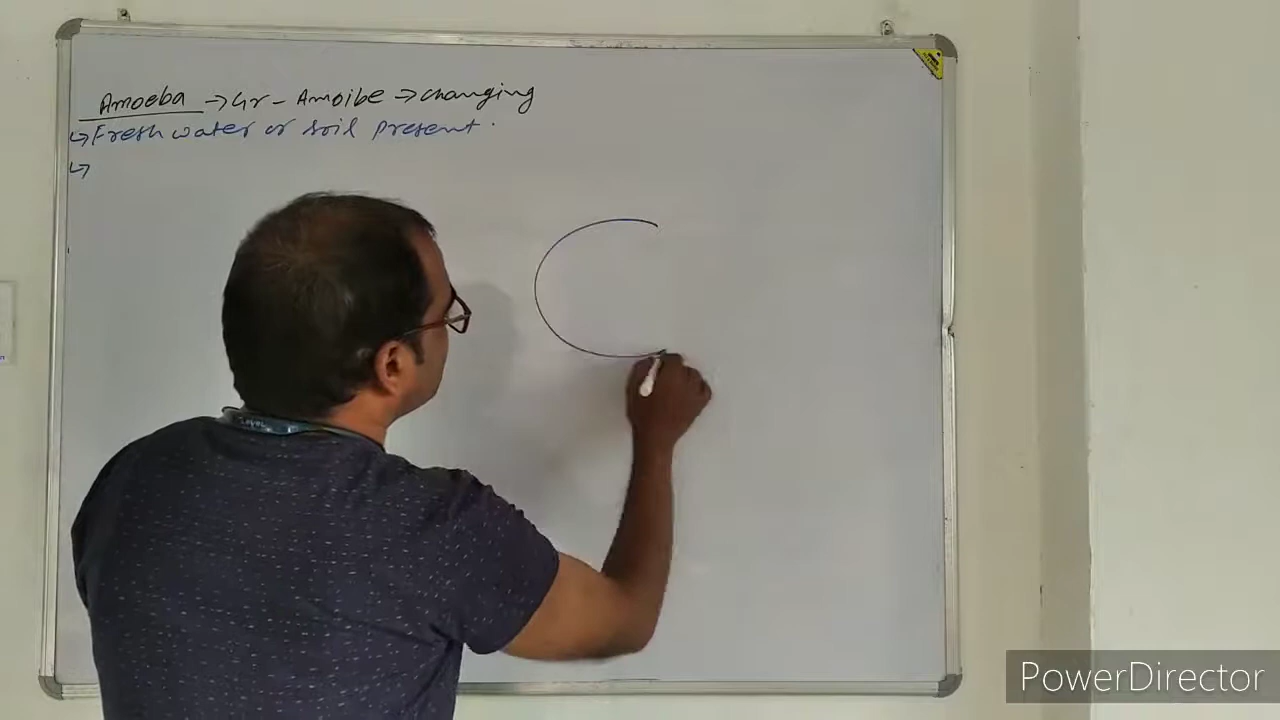 Amoeba → Gr - Amoibe → changing
↳ Fresh water or soil present.
↳
PowerDirector